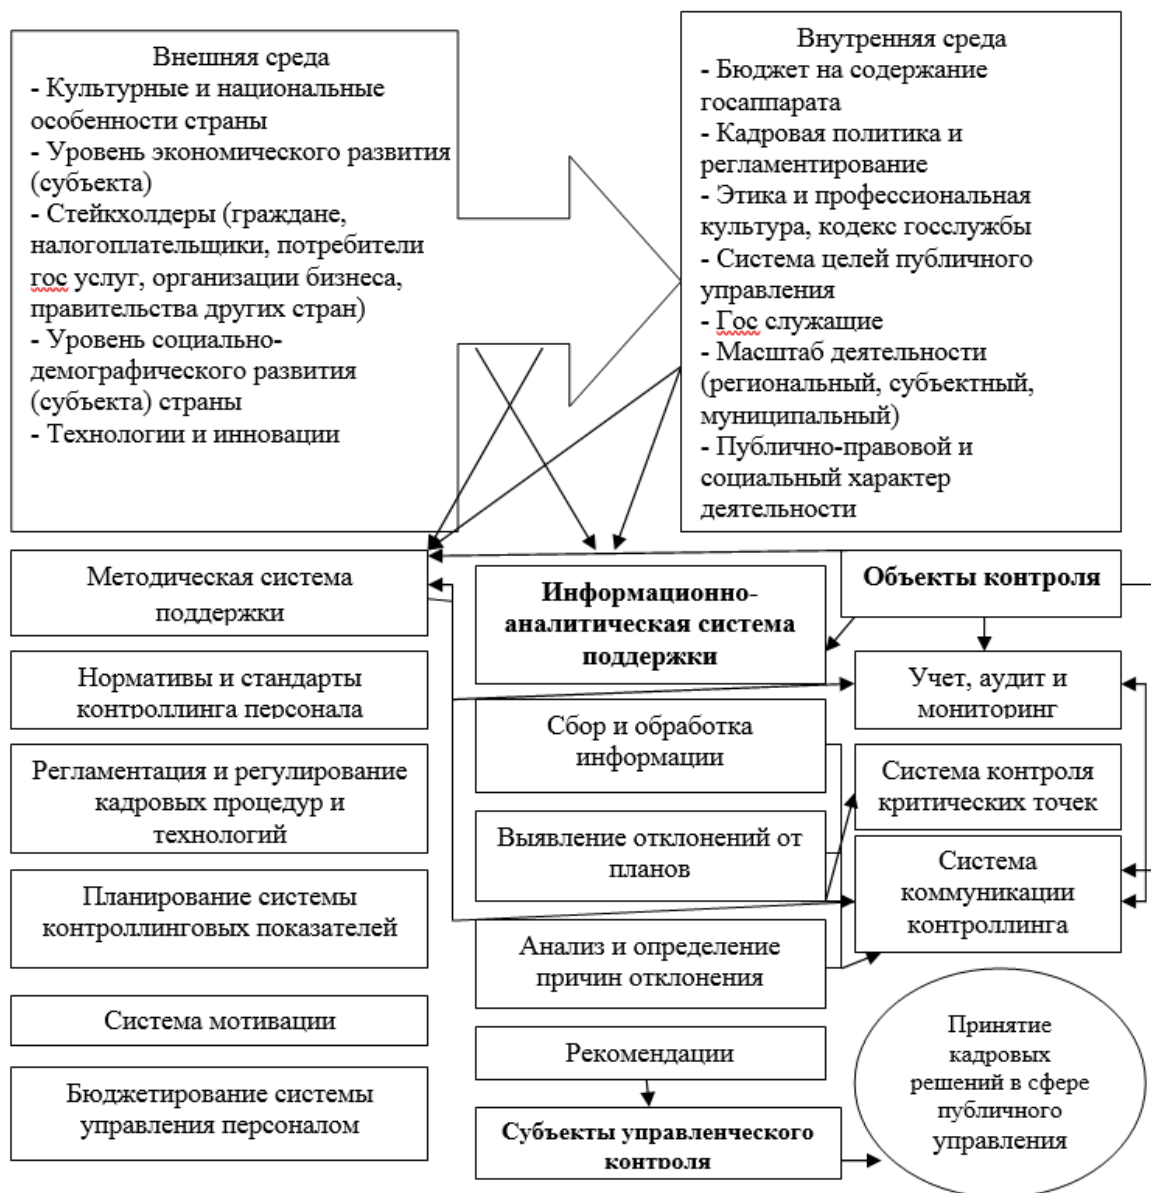 Внешняя среда
- Культурные и национальные
особенности страны
- Уровень экономического развития
(субъекта)
- Стейкхолдеры (граждане,
налогоплательщики, потребители
гос услуг, организации бизнеса,
правительства других стран)
- Уровень социально-
демографического развития
(субъекта) страны
- Технологии и инновации
Внутренняя среда
- Бюджет на содержание
госаппарата
- Кадровая политика и
регламентирование
- Этика и профессиональная
культура, кодекс госслужбы
- Система целей публичного
управления
- Гос служащие
- Масштаб деятельности
(региональный, субъектный,
муниципальный)
- Публично-правовой и
социальный характер
деятельности
Методическая система
поддержки
Нормативы и стандарты
контроллинга персонала
Регламентация и регулирование
кадровых процедур и
технологий
Планирование системы
контроллинговых показателей
Система мотивации
Бюджетирование системы
управления персоналом
Информационно-
аналитическая система
поддержки
Сбор и обработка
информации
Выявление отклонений от
планов
Анализ и определение
причин отклонения
Рекомендации
Субъекты управленческого
контроля
Объекты контроля
Учет, аудит и
мониторинг
Система контроля
критических точек
Система
коммуникации
контроллинга
Принятие
кадровых
решений в сфере
публичного
управления